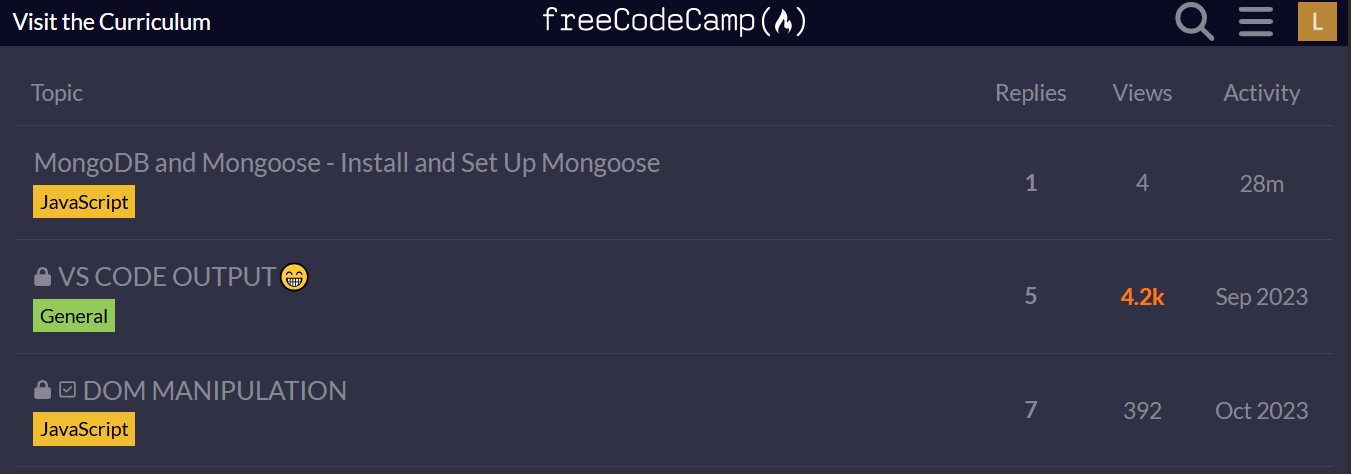 Visit the Curriculum
freeCodeCamp(🔥)
L
Topic Replies Views Activity
MongoDB and Mongoose - Install and Set Up Mongoose
JavaScript
1 4 28m
VS CODE OUTPUT😁
General
5 4.2k Sep 2023
DOM MANIPULATION
JavaScript
7 392 Oct 2023